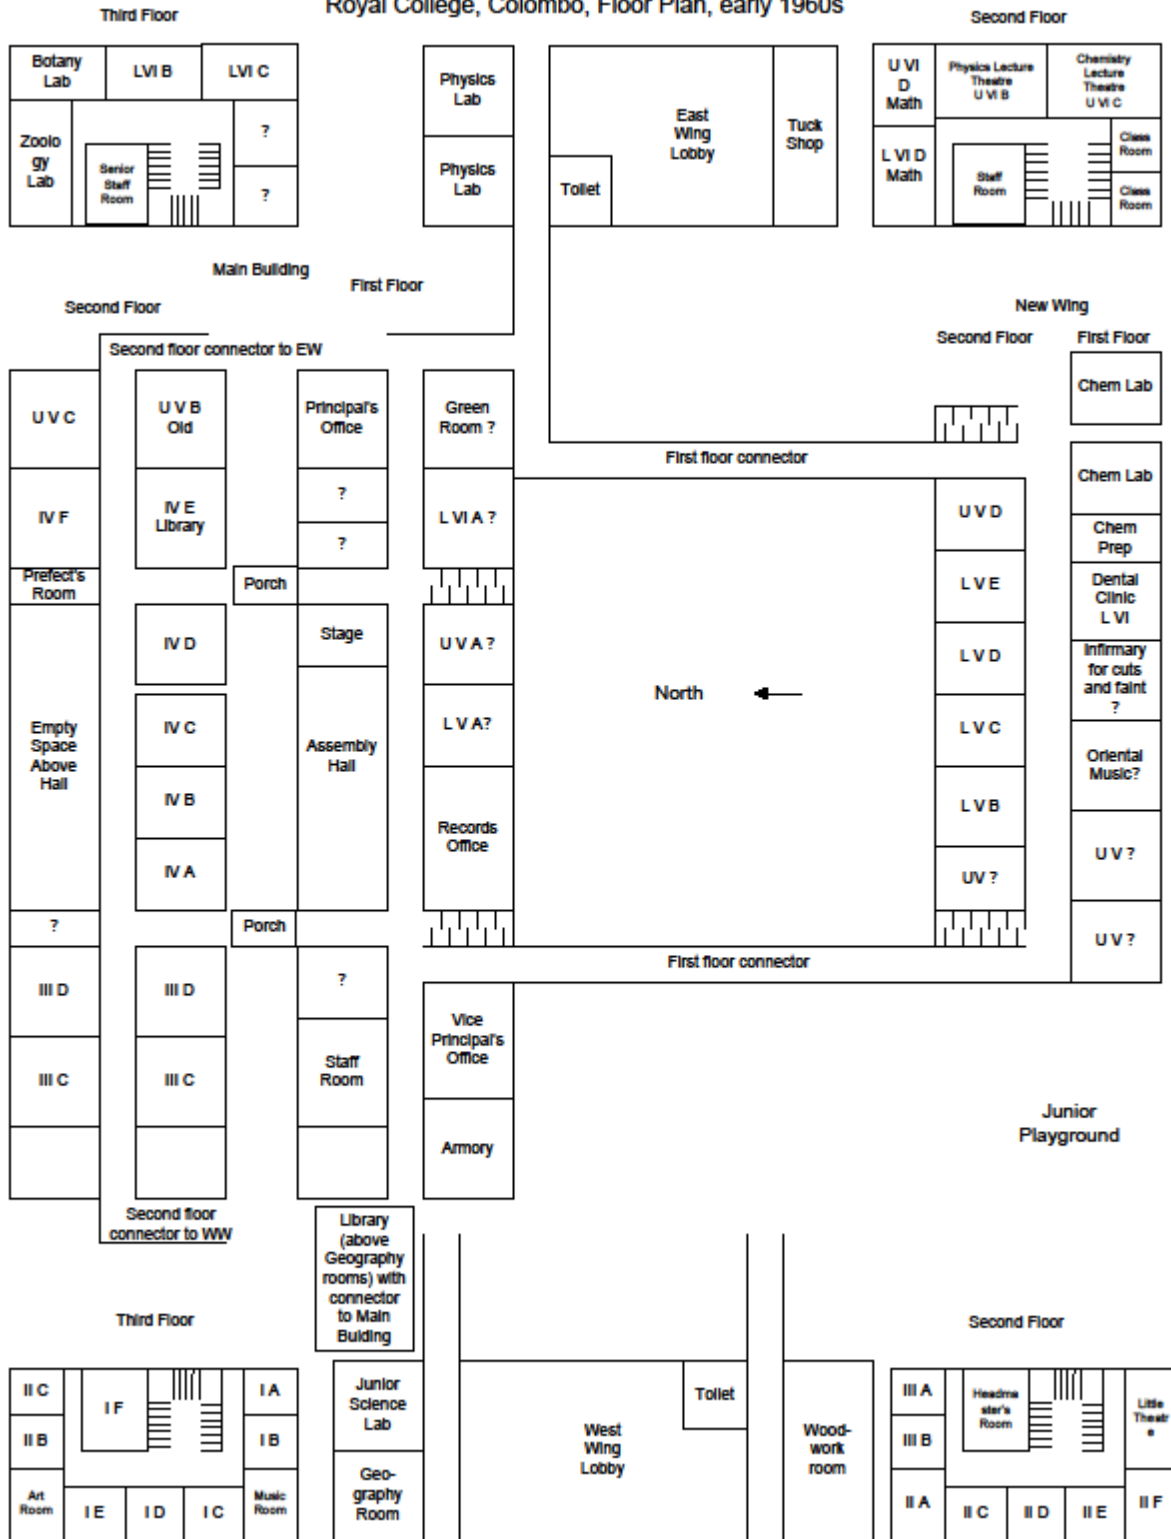 Royal College, Colombo, Floor Plan, early 1960s
Third Floor
Second Floor
Botany
Lab
LVI B
LVI C
Zoolo
gy
Lab
Senior
Staff
Room
?
?
Physics
Lab
Physics
Lab
East
Wing
Lobby
Toilet
Tuck
Shop
U VI
D
Math
Physics Lecture
Theatre
U VI B
Chemistry
Lecture
Theatre
U VI C
L VI D
Math
Staff
Room
Class
Room
Class
Room
Main Building
First Floor
Second Floor
New Wing
Second Floor
First Floor
Second floor connector to EW
U V C
U V B
Old
Principal's
Office
Green
Room ?
Chem Lab
First floor connector
IV F
IV E
Library
?
?
L VI A ?
U V D
Chem Lab
Chem
Prep
Prefect's
Room
Porch
L V E
Dental
Clinic
L VI
Empty
Space
Above
Hall
IV D
Stage
U V A ?
L V D
Infirmary
for cuts
and faint
?
North
IV C
Assembly
Hall
L V A?
L V C
Oriental
Music?
IV B
Records
Office
L V B
IV A
UV ?
U V ?
?
Porch
U V ?
First floor connector
III D
III D
?
Vice
Principal's
Office
III C
III C
Staff
Room
Armory
Junior
Playground
Second floor
connector to WW
Library
(above
Geography
rooms) with
connector
to Main
Buiding
Third Floor
Second Floor
II C
I F
I A
II B
I B
Art
Room
I E
I D
I C
Music
Room
Junior
Science
Lab
Geo-
graphy
Room
West
Wing
Lobby
Toilet
Wood-
work
room
III A
Headma
ster's
Room
Little
Theatr
e
III B
II A
II C
II D
II E
II F